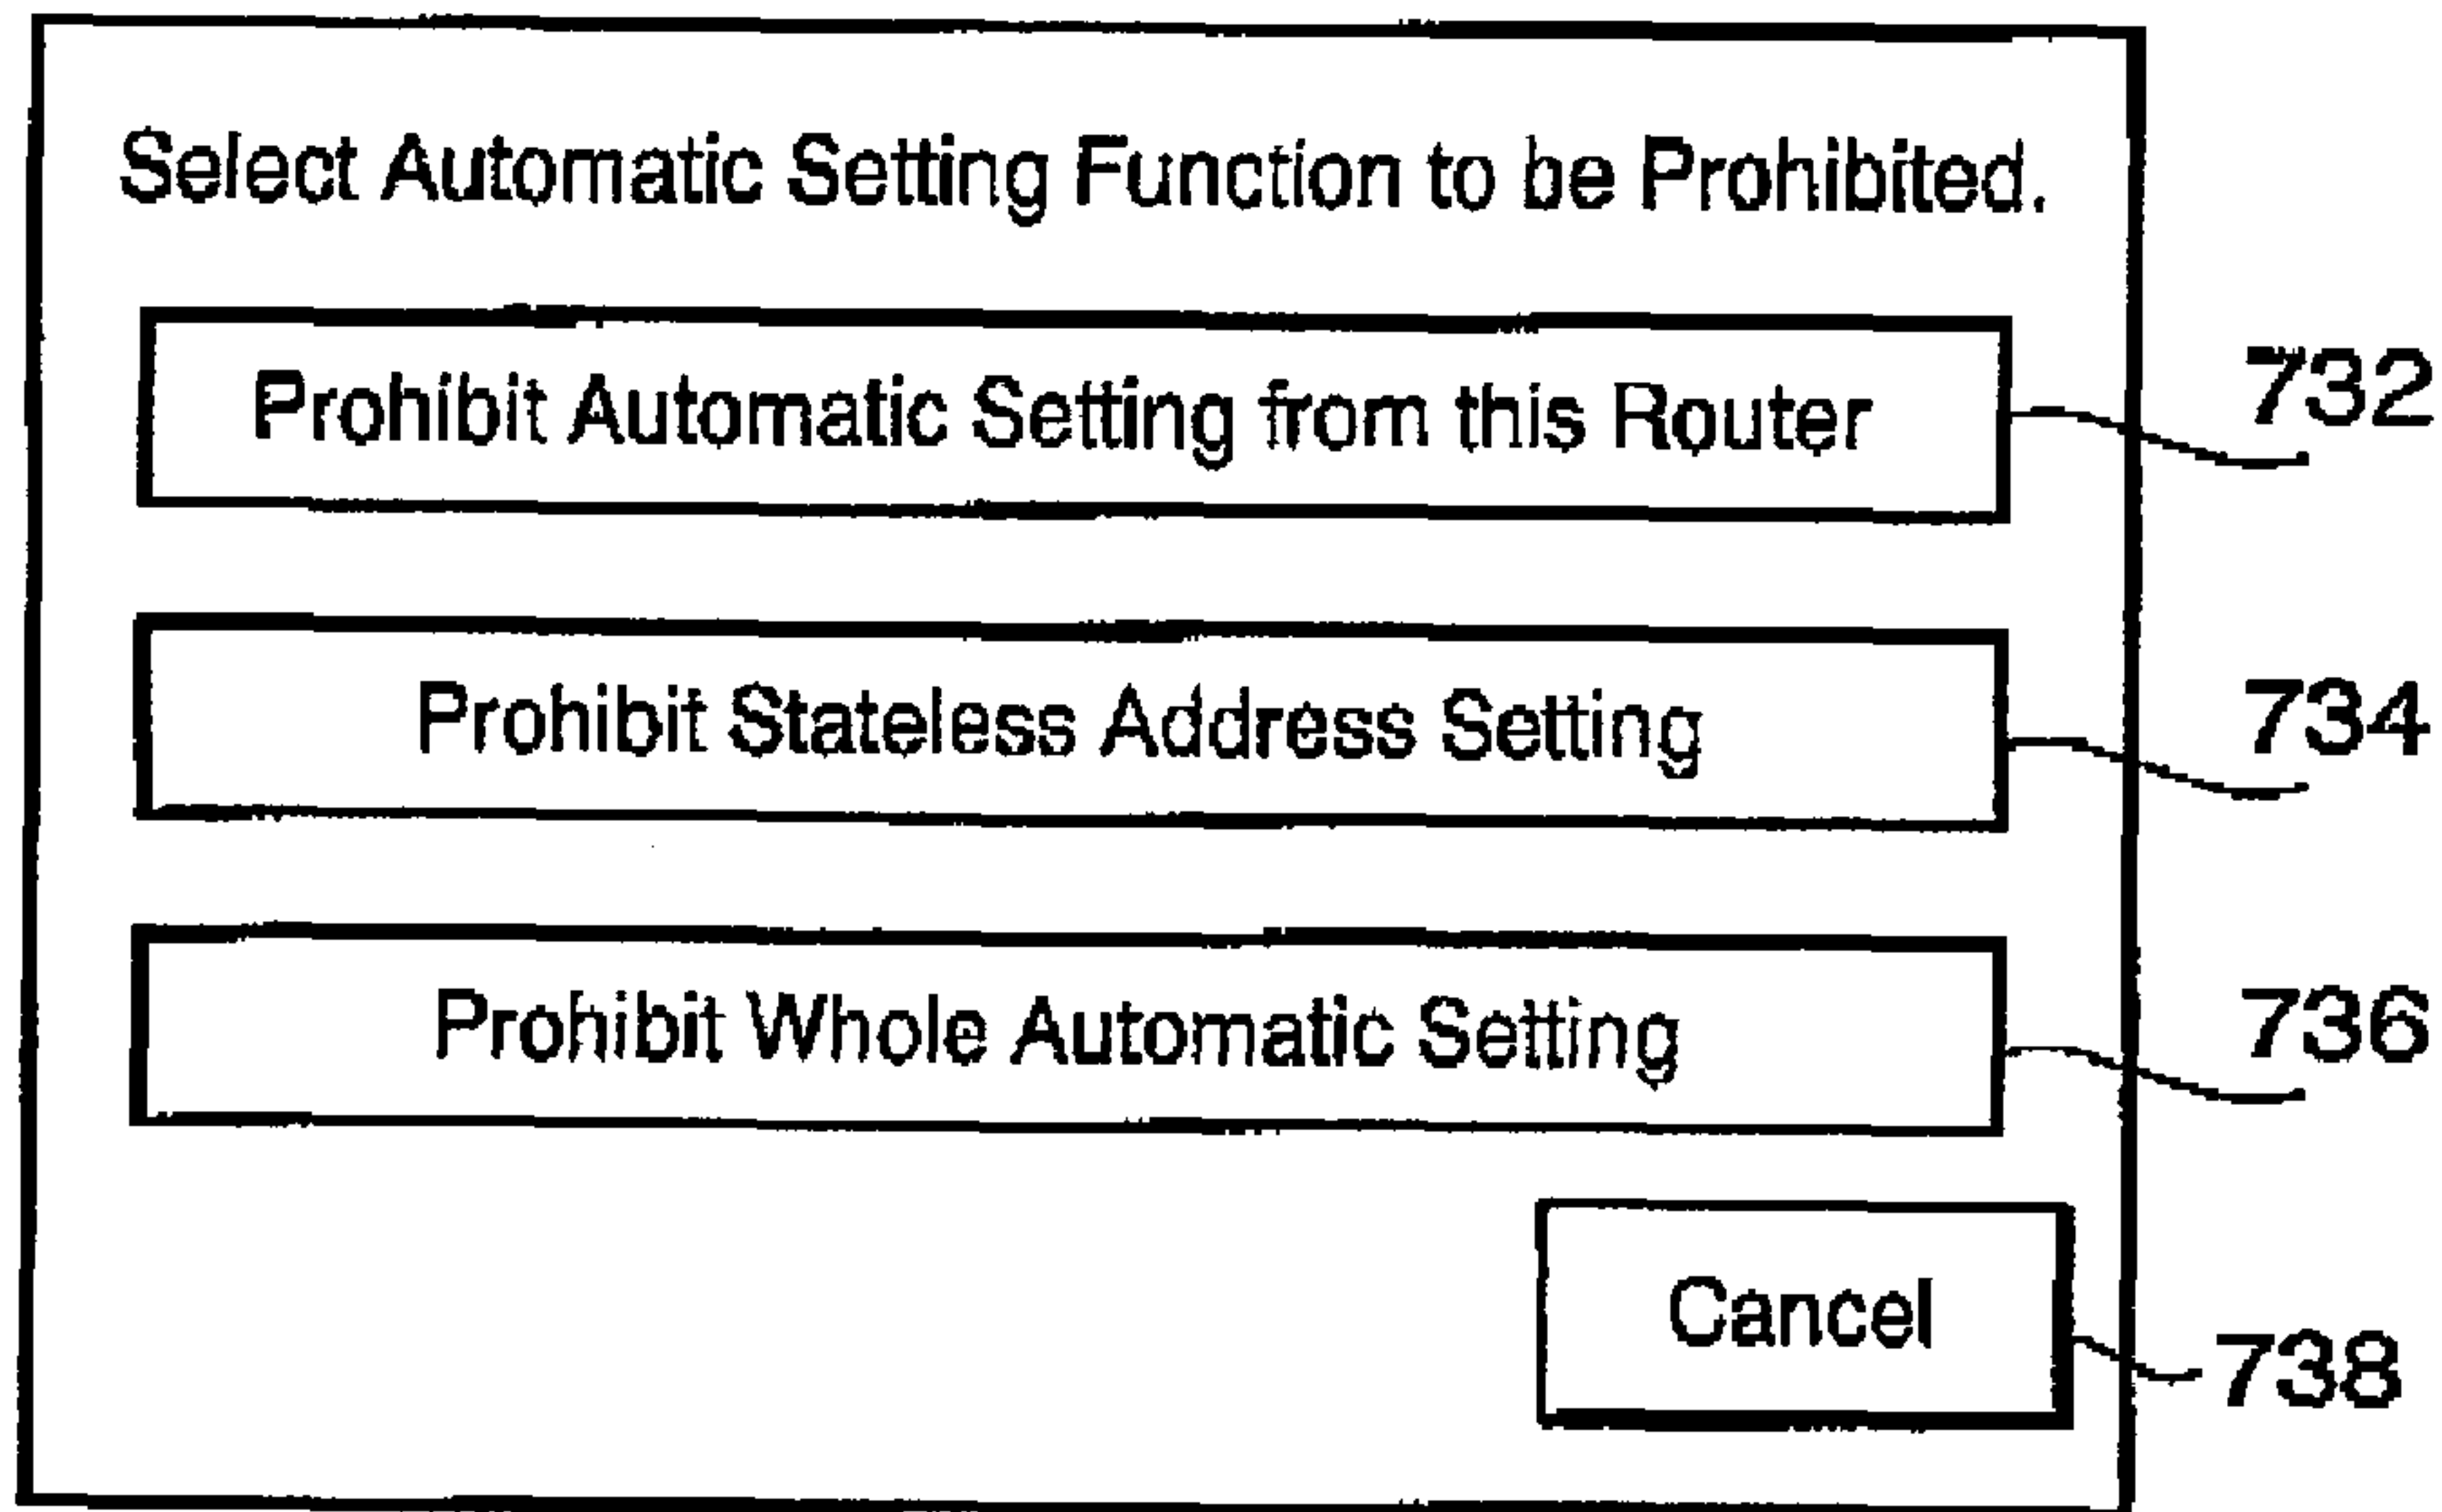 Select Automatic Setting Function to be Prohibited.
Prohibit Automatic Setting from this Router
732
Prohibit Stateless Address Setting
734
Prohibit Whole Automatic Setting
736
Cancel
738